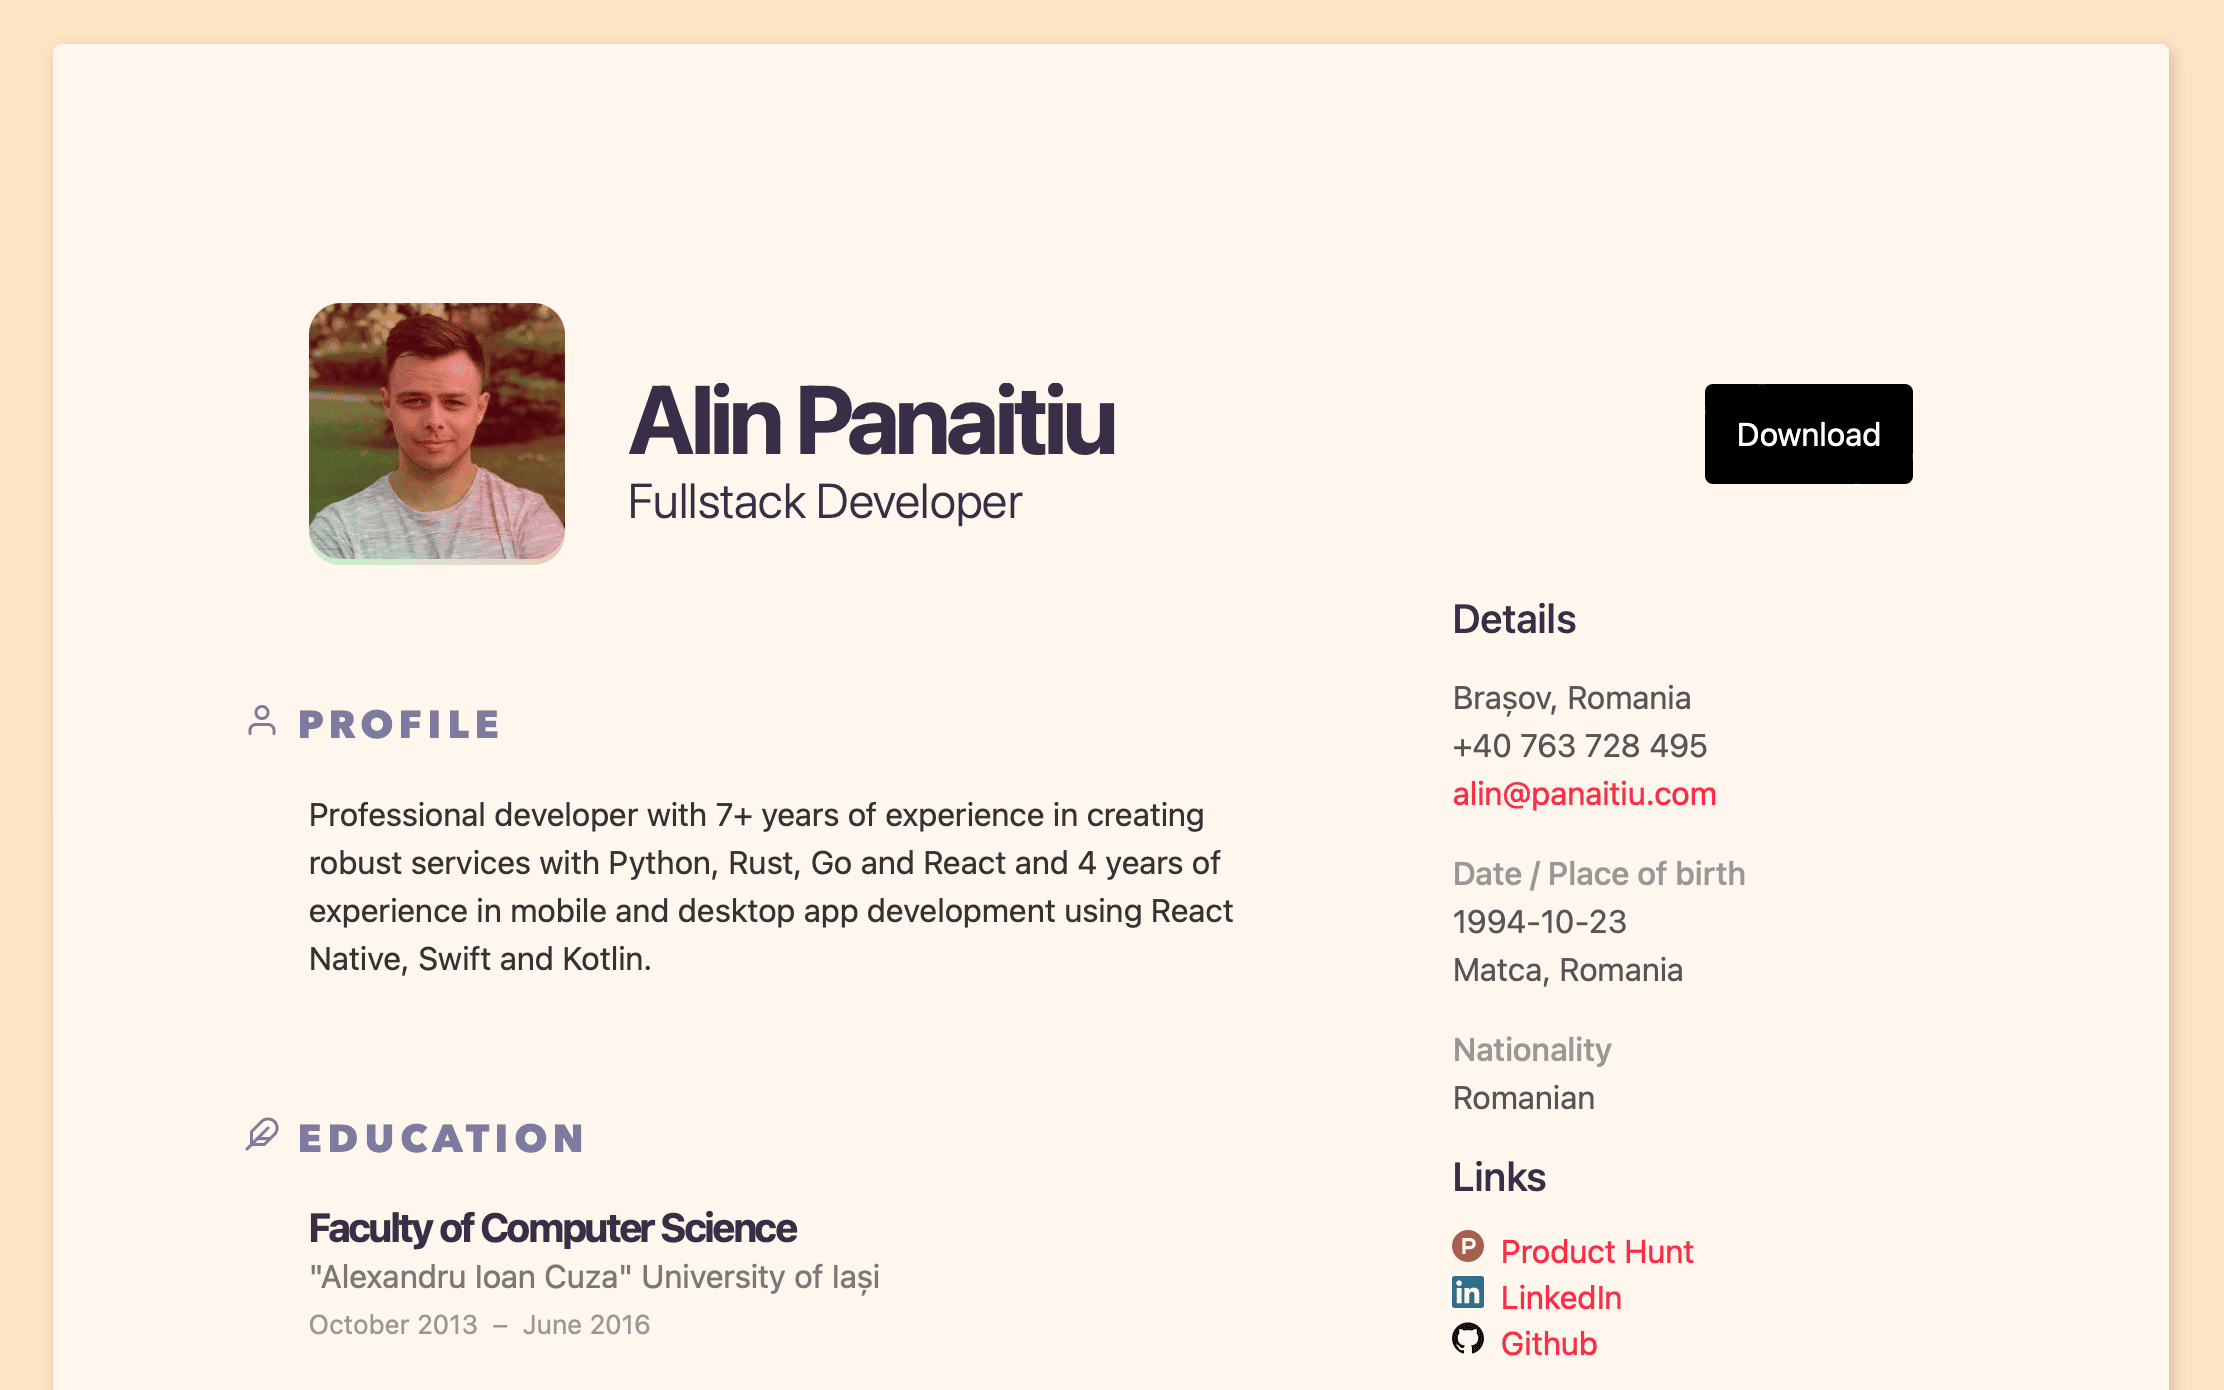 Alin Panaitiu
Fullstack Developer
Download
PROFILE
Professional developer with 7+ years of experience in creating
robust services with Python, Rust, Go and React and 4 years of
experience in mobile and desktop app development using React
Native, Swift and Kotlin.
EDUCATION
Faculty of Computer Science
"Alexandru Ioan Cuza" University of Iași
October 2013 – June 2016
Details
Brașov, Romania
+40 763 728 495
alin@panaitiu.com
Date / Place of birth
1994-10-23
Matca, Romania
Nationality
Romanian
Links
P Product Hunt
in LinkedIn
Github